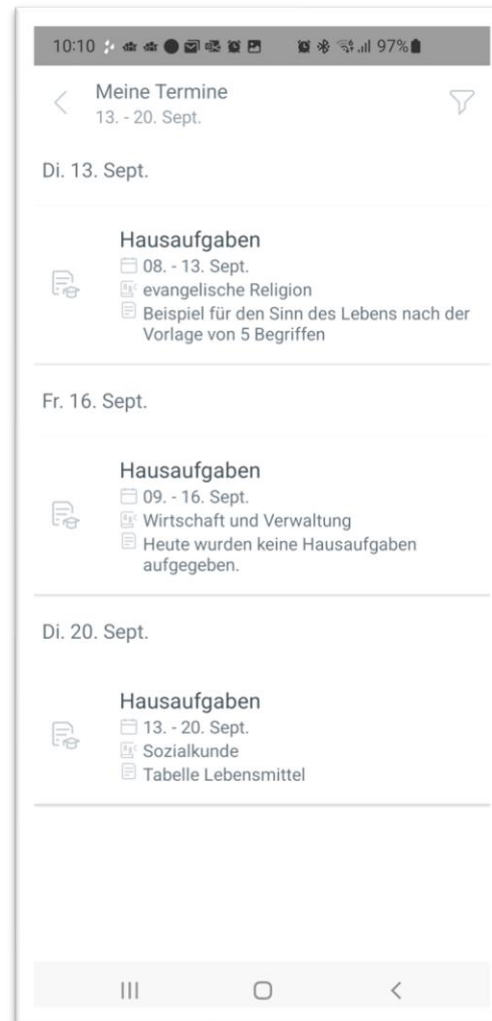 10:10 97%
Meine Termine
13. - 20. Sept.
Di. 13. Sept.
Hausaufgaben
08. - 13. Sept.
evangelische Religion
Beispiel für den Sinn des Lebens nach der
Vorlage von 5 Begriffen
Fr. 16. Sept.
Hausaufgaben
09. - 16. Sept.
Wirtschaft und Verwaltung
Heute wurden keine Hausaufgaben
aufgegeben.
Di. 20. Sept.
Hausaufgaben
13. - 20. Sept.
Sozialkunde
Tabelle Lebensmittel